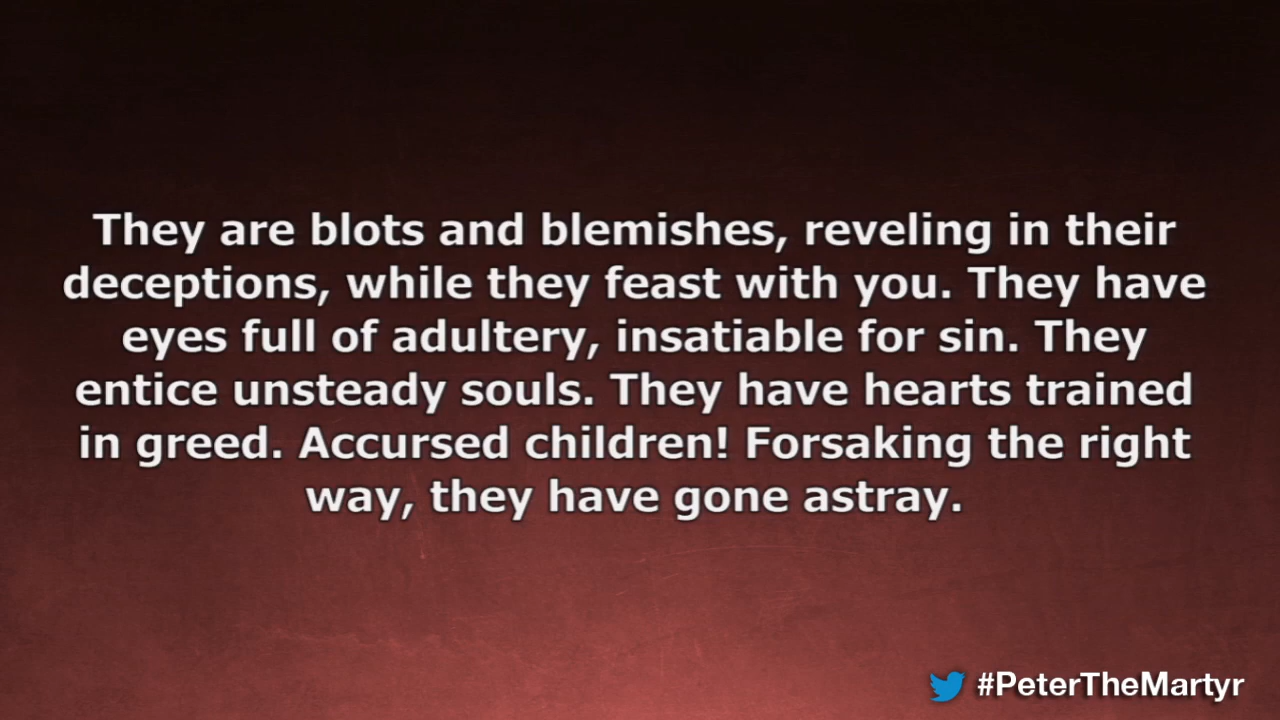 They are blots and blemishes, reveling in their
deceptions, while they feast with you. They have
eyes full of adultery, insatiable for sin. They
entice unsteady souls. They have hearts trained
in greed. Accursed children! Forsaking the right
way, they have gone astray.
#PeterTheMartyr